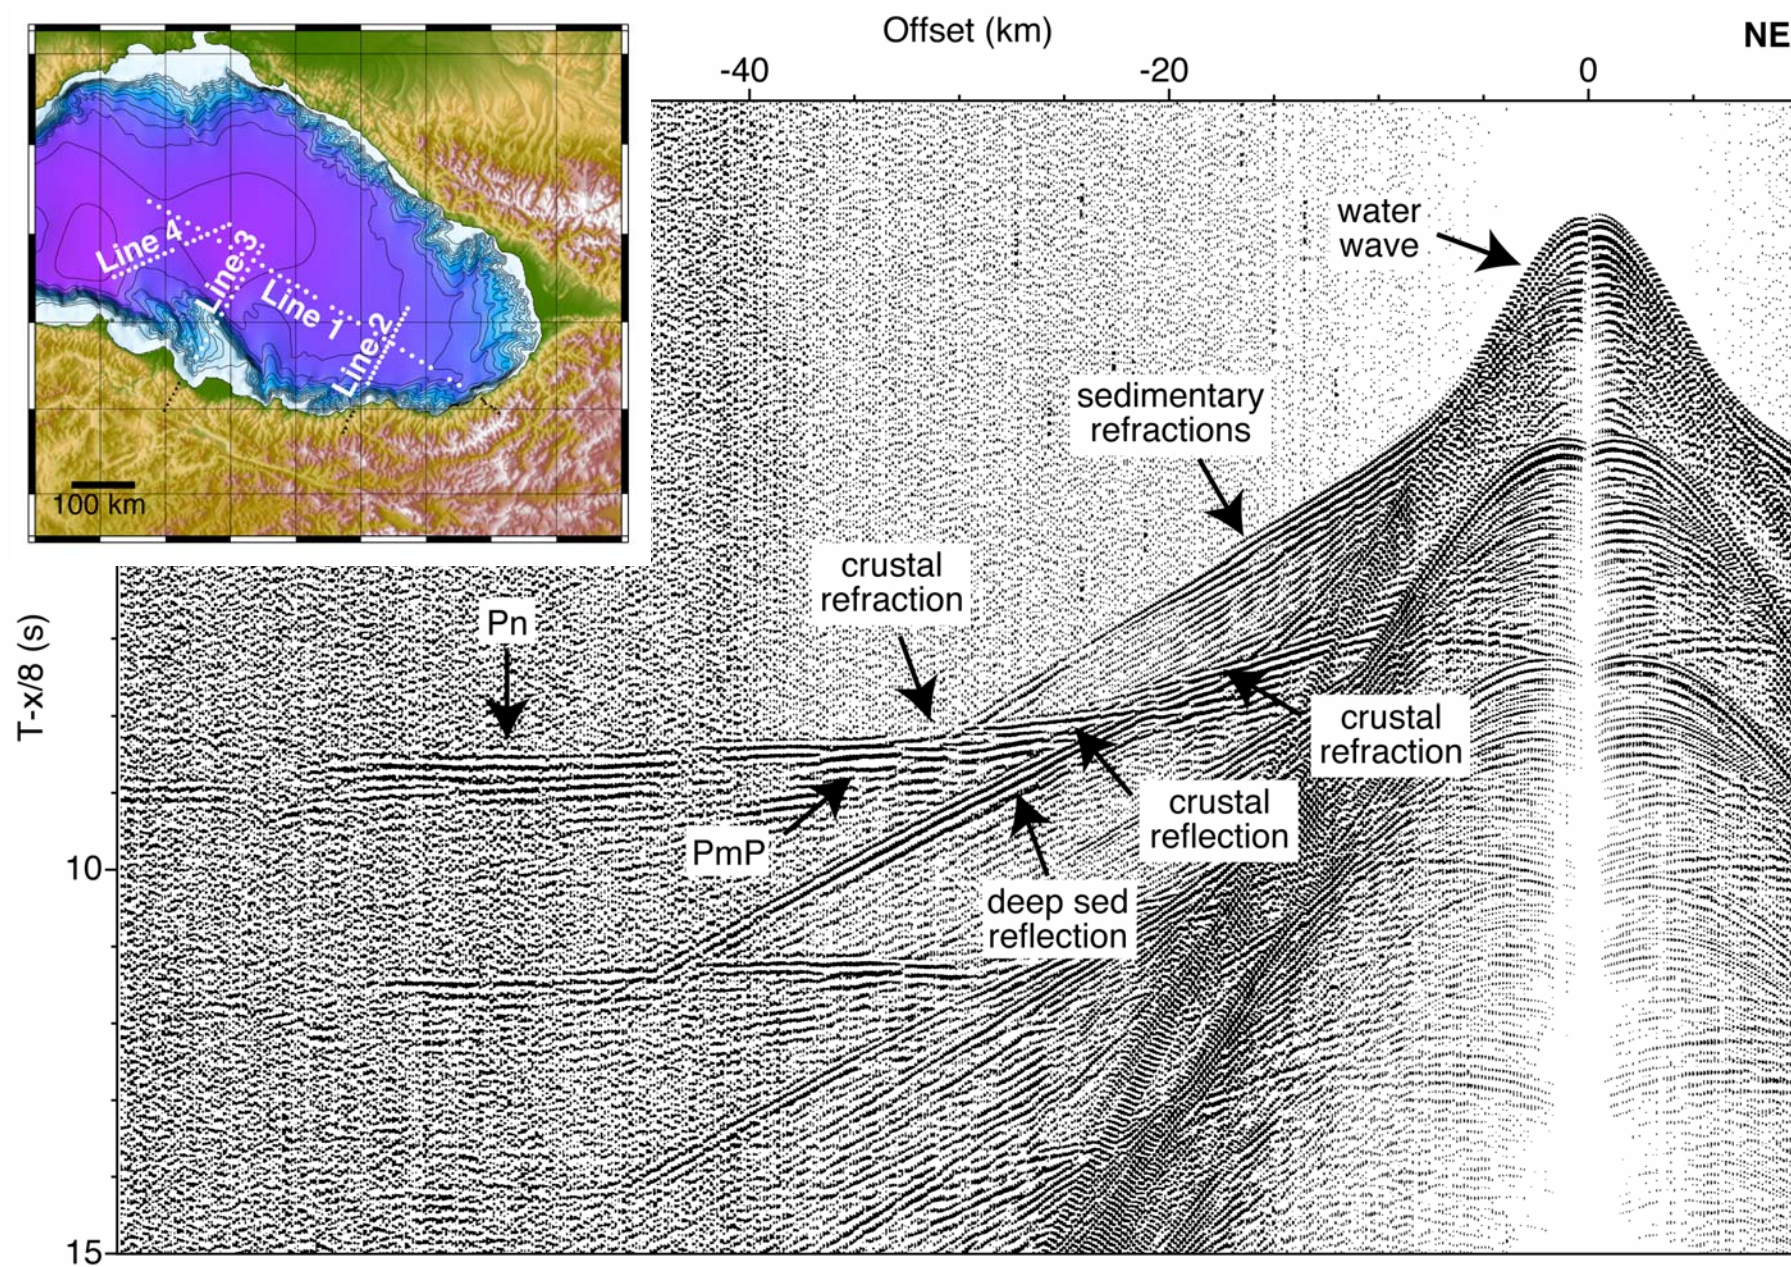 Offset (km)
NE
-40
-20
0
water
wave
Line 4
Line 3
Line 1
Line 2
100 km
sedimentary
refractions
crustal
refraction
Pn
T-x/8 (s)
crustal
refraction
crustal
reflection
PmP
10
deep sed
reflection
15